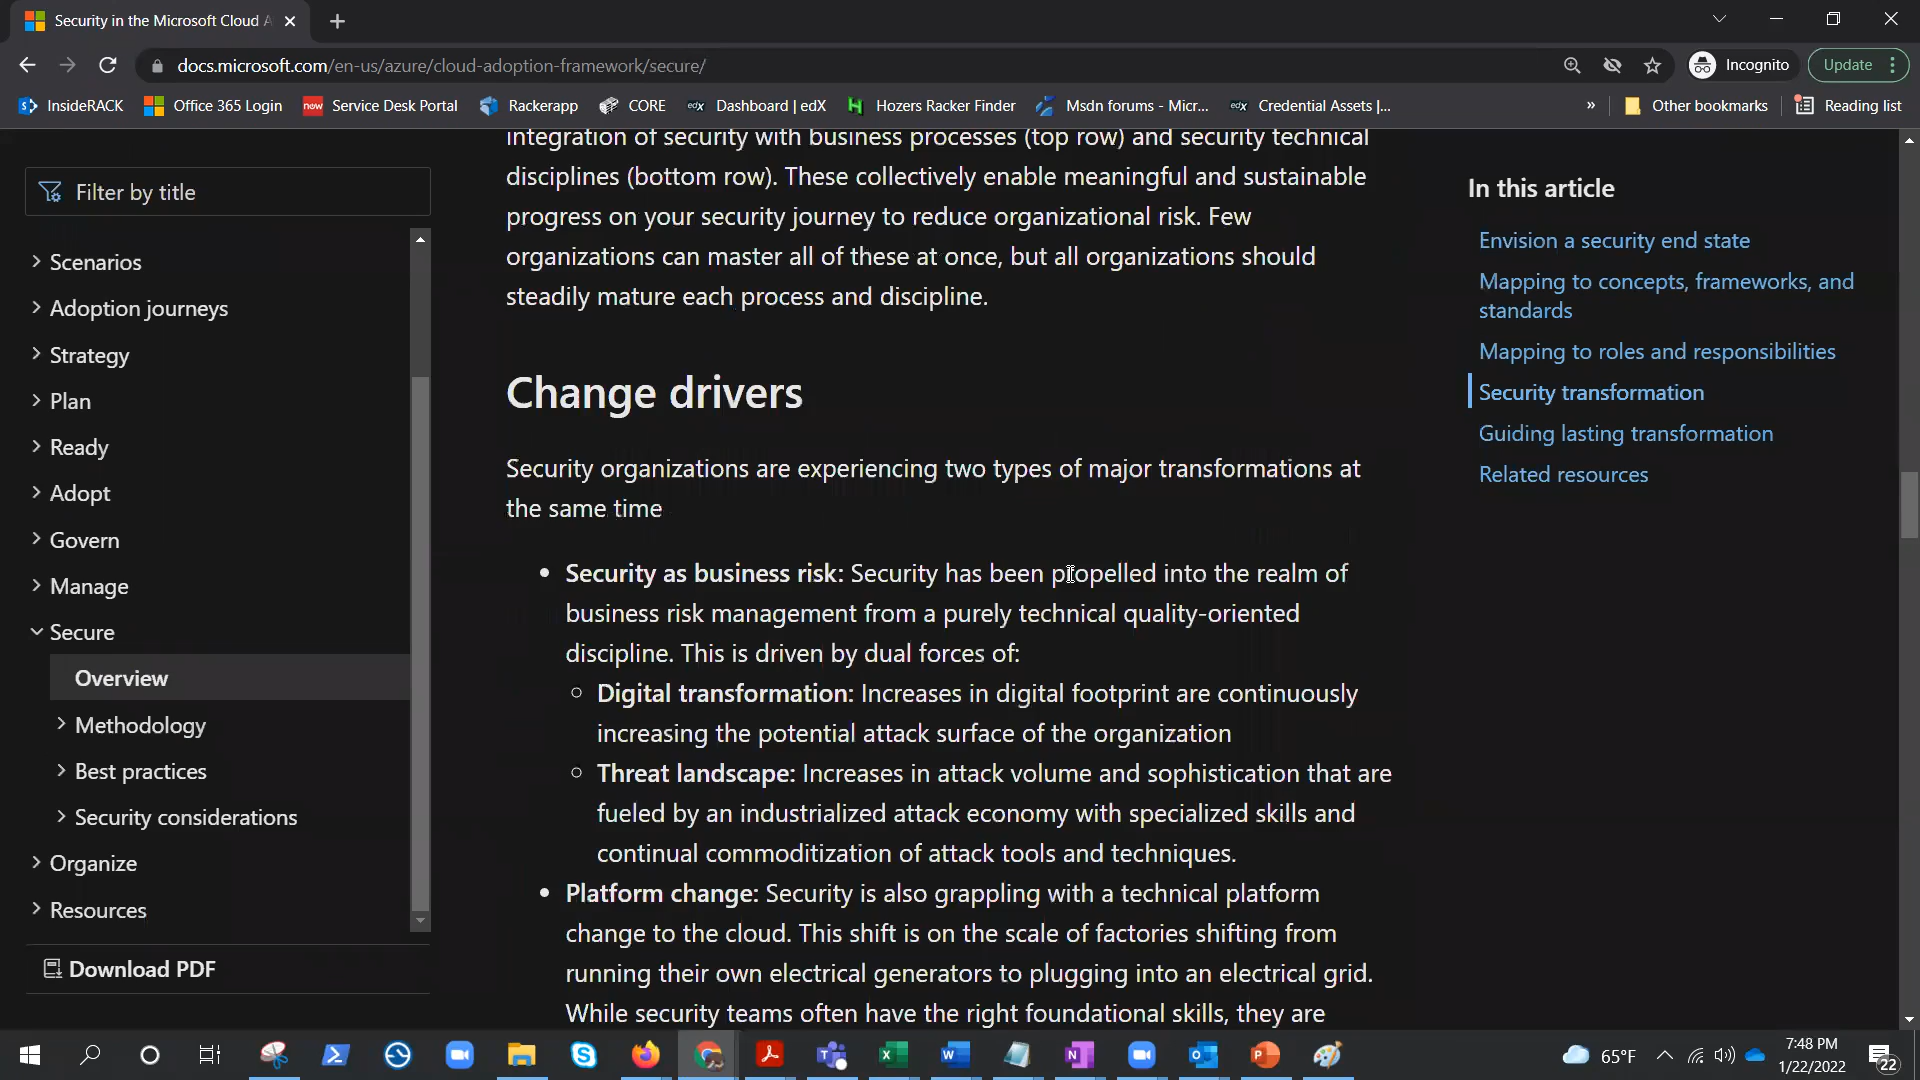 Security in the Microsoft Cloud A
docs.microsoft.com/en-us/azure/cloud-adoption-framework/secure/
Incognito
Update
InsideRACK
Office 365 Login
now
Service Desk Portal
Rackerapp
CORE
edX
Dashboard | edX
Hozers Racker Finder
Msdn forums - Micr...
edX
Credential Assets |...
»
Other bookmarks
Reading list
Filter by title
Scenarios
Adoption journeys
Strategy
Plan
Ready
Adopt
Govern
Manage
Secure
Overview
Methodology
Best practices
Security considerations
Organize
Resources
Download PDF
integration of security with business processes (top row) and security technical
disciplines (bottom row). These collectively enable meaningful and sustainable
progress on your security journey to reduce organizational risk. Few
organizations can master all of these at once, but all organizations should
steadily mature each process and discipline.
Change drivers
Security organizations are experiencing two types of major transformations at
the same time
• Security as business risk: Security has been propelled into the realm of
business risk management from a purely technical quality-oriented
discipline. This is driven by dual forces of:
○ Digital transformation: Increases in digital footprint are continuously
increasing the potential attack surface of the organization
○ Threat landscape: Increases in attack volume and sophistication that are
fueled by an industrialized attack economy with specialized skills and
continual commoditization of attack tools and techniques.
• Platform change: Security is also grappling with a technical platform
change to the cloud. This shift is on the scale of factories shifting from
running their own electrical generators to plugging into an electrical grid.
While security teams often have the right foundational skills, they are
In this article
Envision a security end state
Mapping to concepts, frameworks, and
standards
Mapping to roles and responsibilities
Security transformation
Guiding lasting transformation
Related resources
65°F
7:48 PM
1/22/2022
22